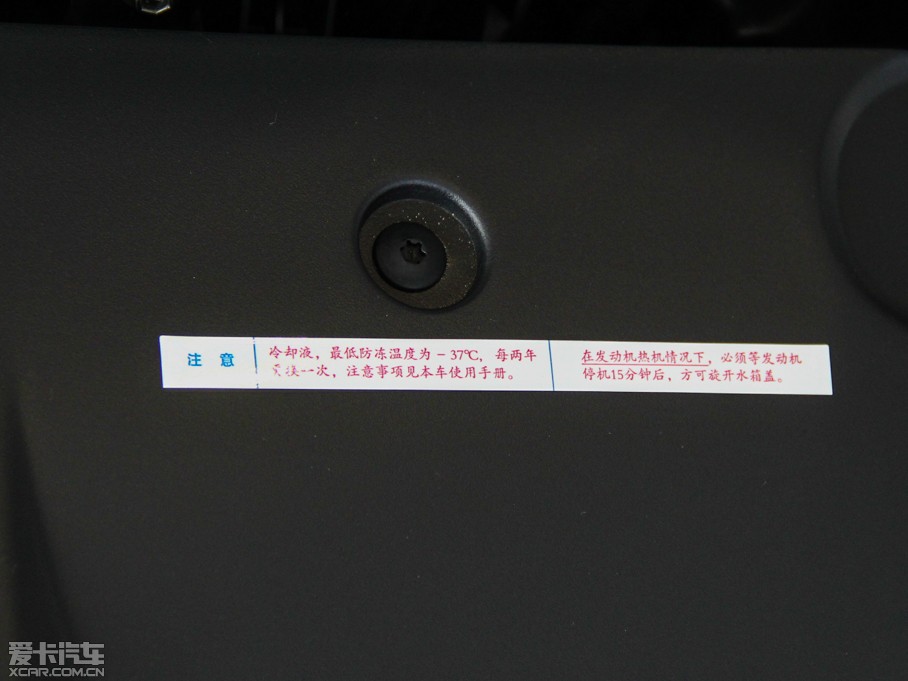 注 意
冷却液，最低防冻温度为－37℃，每两年
换一次，注意事项见本车使用手册。
在发动机热机情况下，必须等发动机
停机15分钟后，方可旋开水箱盖。
爱卡汽车
XCAR.COM.CN